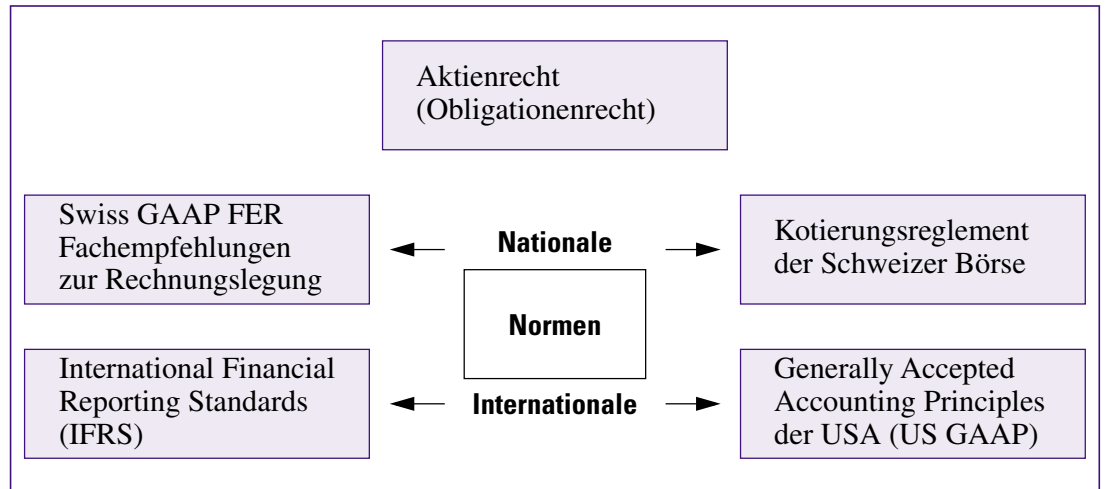 Aktienrecht
(Obligationenrecht)
Swiss GAAP FER
Fachempfehlungen
zur Rechnungslegung
Nationale
Kotierungsreglement
der Schweizer Börse
Normen
International Financial
Reporting Standards
(IFRS)
Internationale
Generally Accepted
Accounting Principles
der USA (US GAAP)